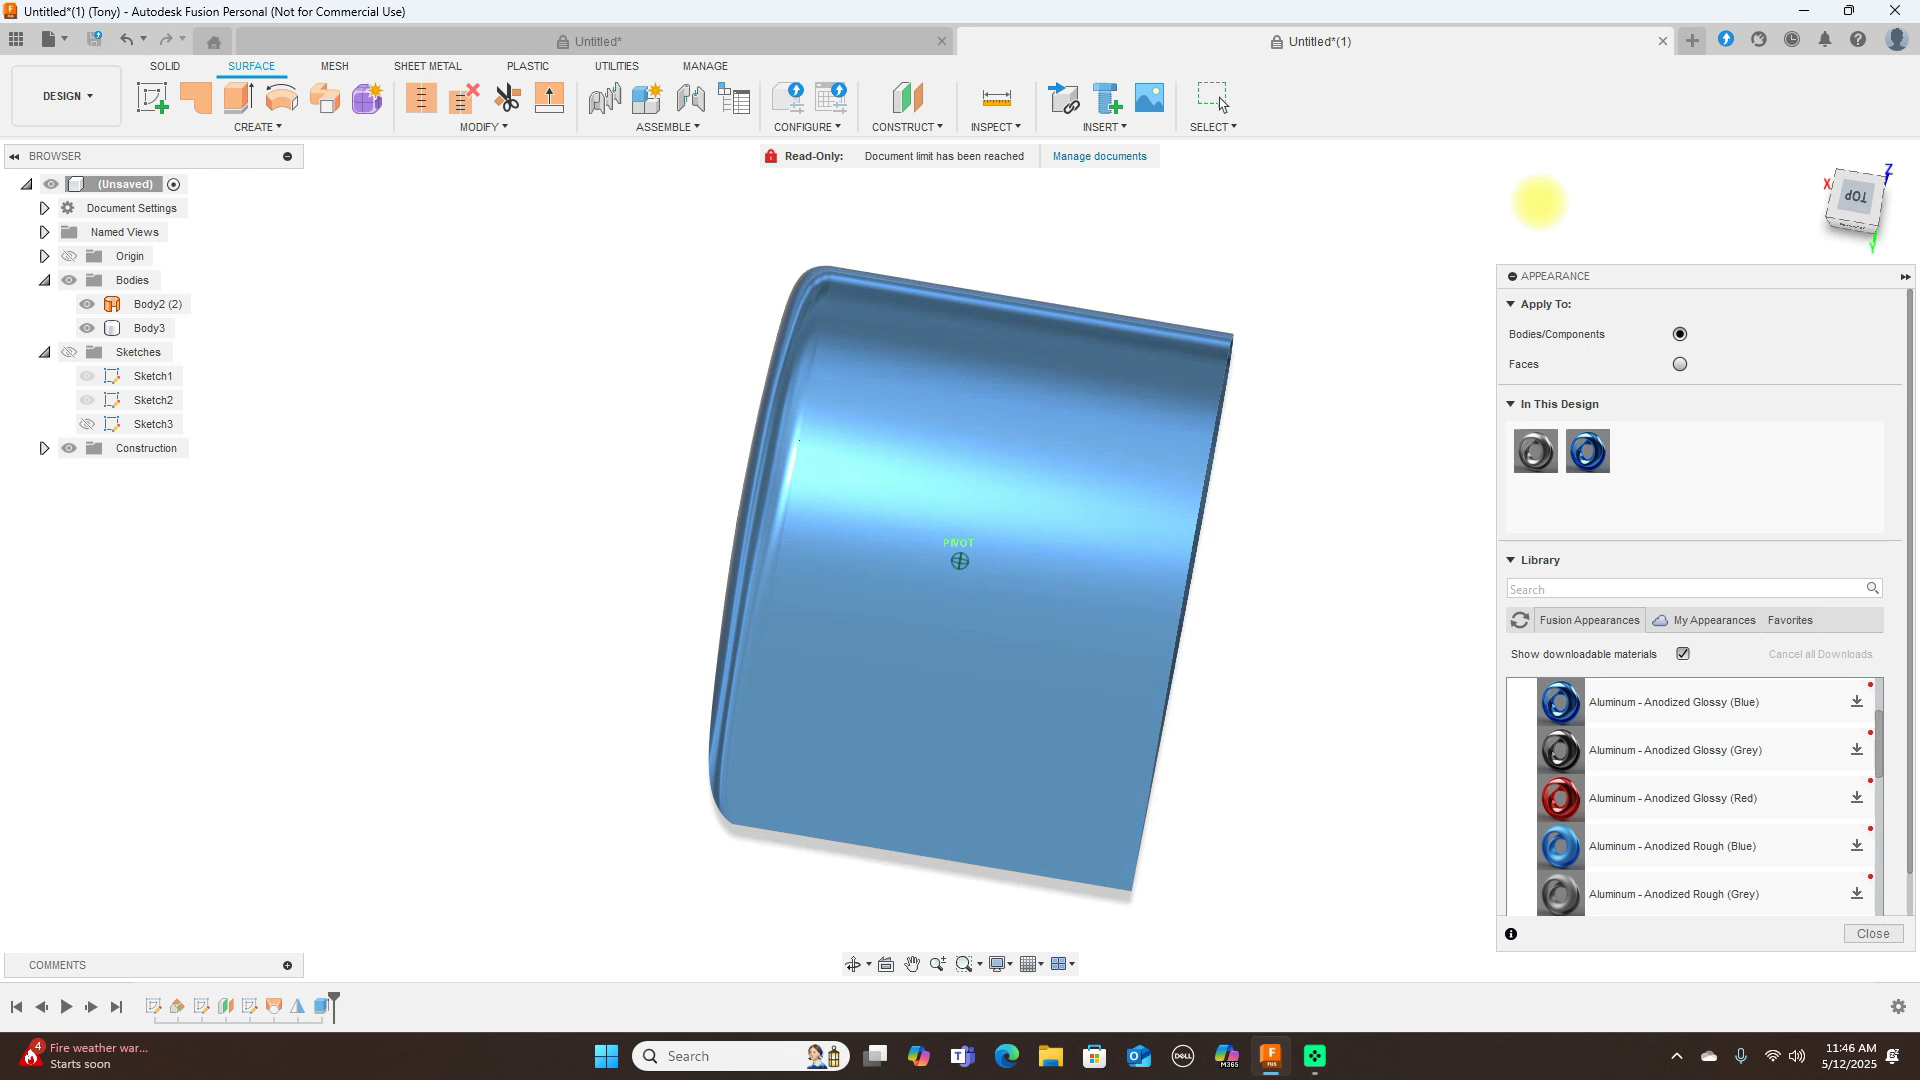 Untitled*(1) (Tony) - Autodesk Fusion Personal (Not for Commercial Use)
Untitled*
Untitled*(1)
SOLID
SURFACE
MESH
SHEET METAL
PLASTIC
UTILITIES
MANAGE
DESIGN
CREATE
MODIFY
ASSEMBLE
CONFIGURE
CONSTRUCT
INSPECT
INSERT
SELECT
BROWSER
Read-Only: Document limit has been reached Manage documents
(Unsaved)
Document Settings
Named Views
Origin
Bodies
Body2 (2)
Body3
Sketches
Sketch1
Sketch2
Sketch3
Construction
X
Z
TOP
Y
PIVOT
APPEARANCE
Apply To:
Bodies/Components
Faces
In This Design
Library
Search
Fusion Appearances
My Appearances
Favorites
Show downloadable materials
Cancel all Downloads
Aluminum - Anodized Glossy (Blue)
Aluminum - Anodized Glossy (Grey)
Aluminum - Anodized Glossy (Red)
Aluminum - Anodized Rough (Blue)
Aluminum - Anodized Rough (Grey)
Close
COMMENTS
4
Fire weather war...
Starts soon
Search
DELL
M365
FUS
11:46 AM
5/12/2025